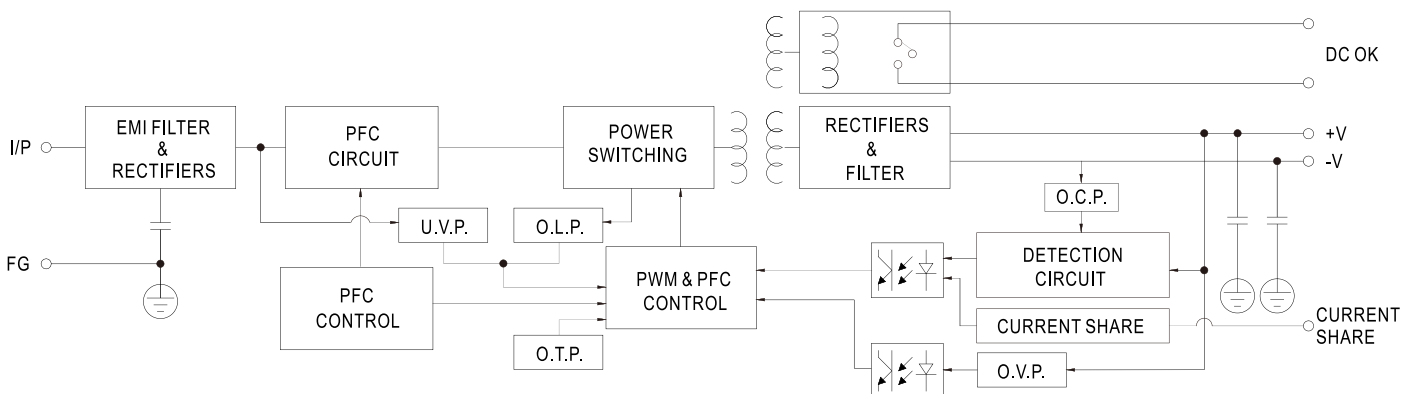 DC OK
I/P
EMI FILTER
&
RECTIFIERS
PFC
CIRCUIT
POWER
SWITCHING
RECTIFIERS
&
FILTER
+V
-V
O.C.P.
U.V.P.
O.L.P.
FG
PFC
CONTROL
PWM & PFC
CONTROL
DETECTION
CIRCUIT
CURRENT SHARE
CURRENT
SHARE
O.T.P.
O.V.P.